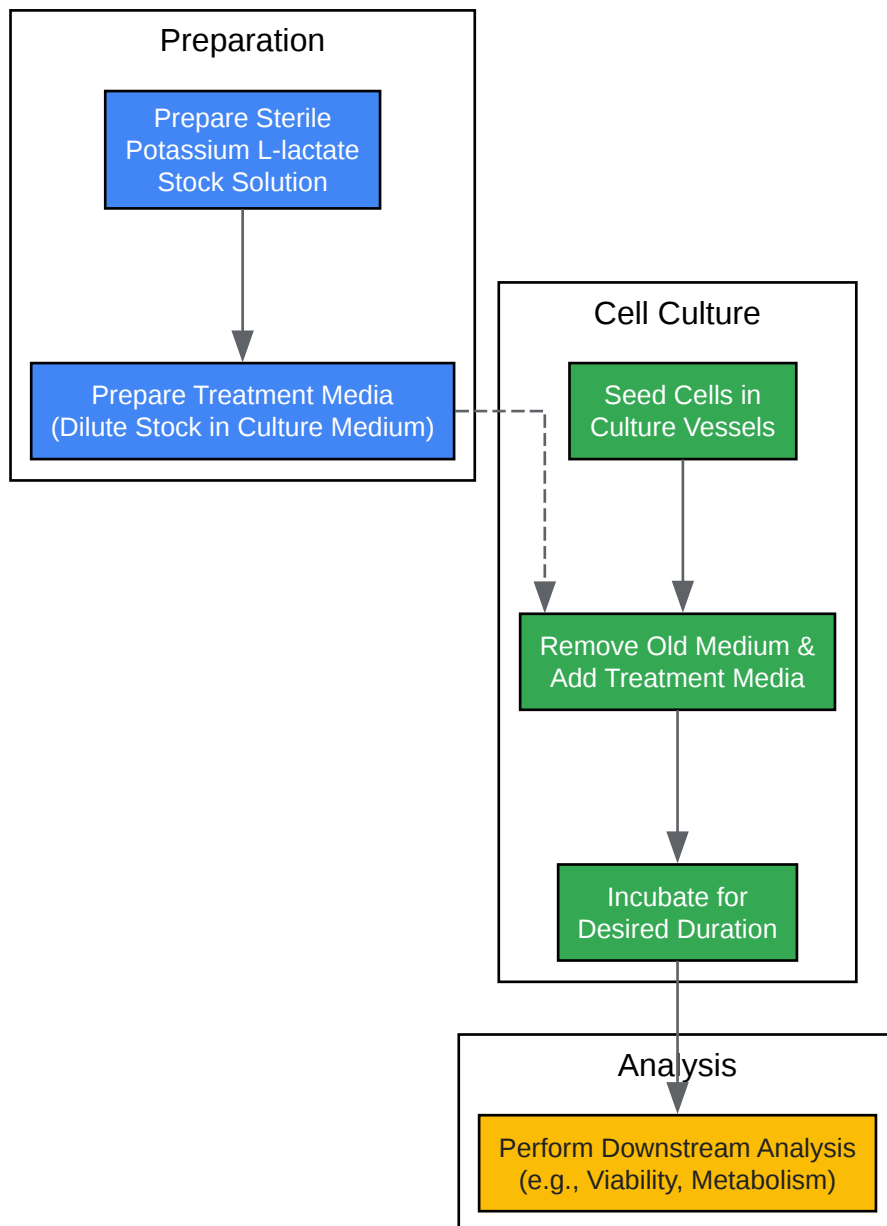 Preparation
Prepare Sterile
Potassium L-lactate
Stock Solution
Prepare Treatment Media
(Dilute Stock in Culture Medium)
Cell Culture
Seed Cells in
Culture Vessels
Remove Old Medium &
Add Treatment Media
Incubate for
Desired Duration
Analysis
Perform Downstream Analysis
(e.g., Viability, Metabolism)